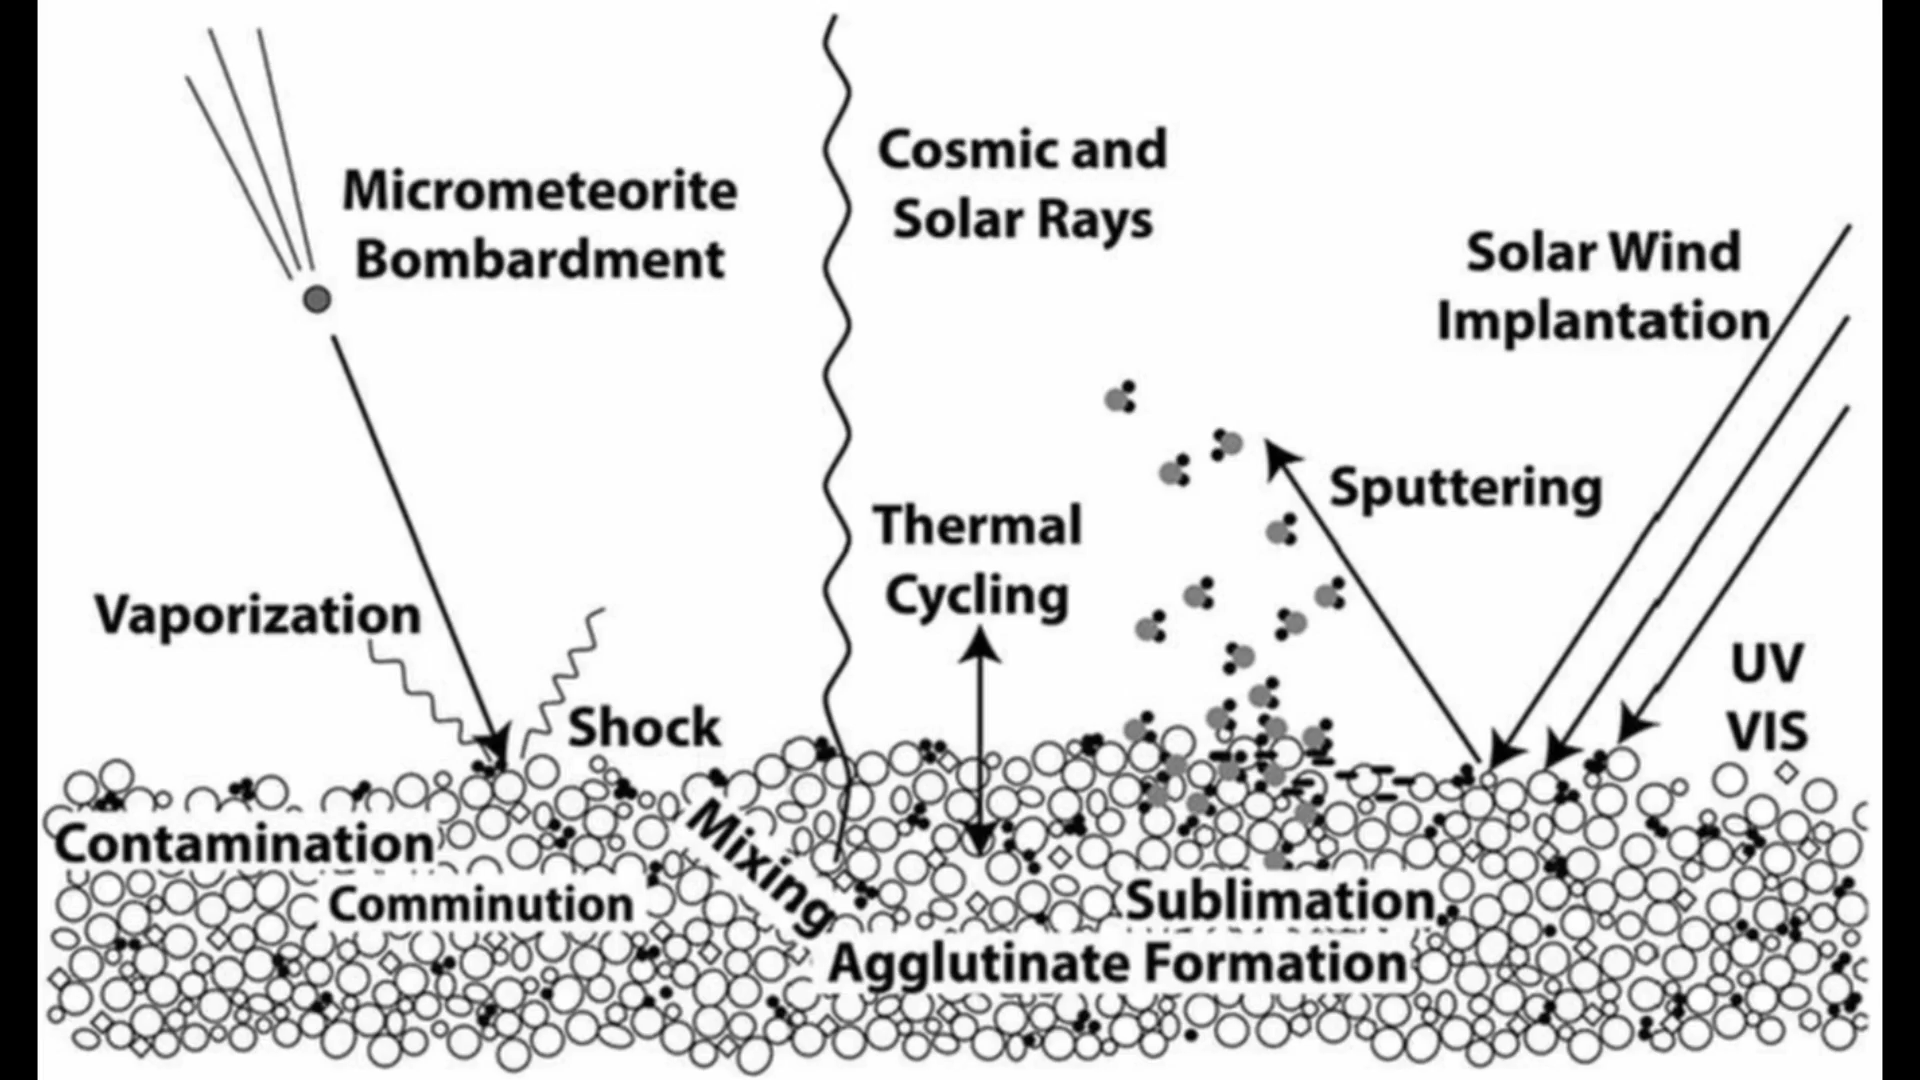 Micrometeorite
Bombardment
Cosmic and
Solar Rays
Solar Wind
Implantation
Sputtering
Thermal
Cycling
Vaporization
Shock
UV
VIS
Contamination
Comminution
Mixing
Sublimation
Agglutinate Formation